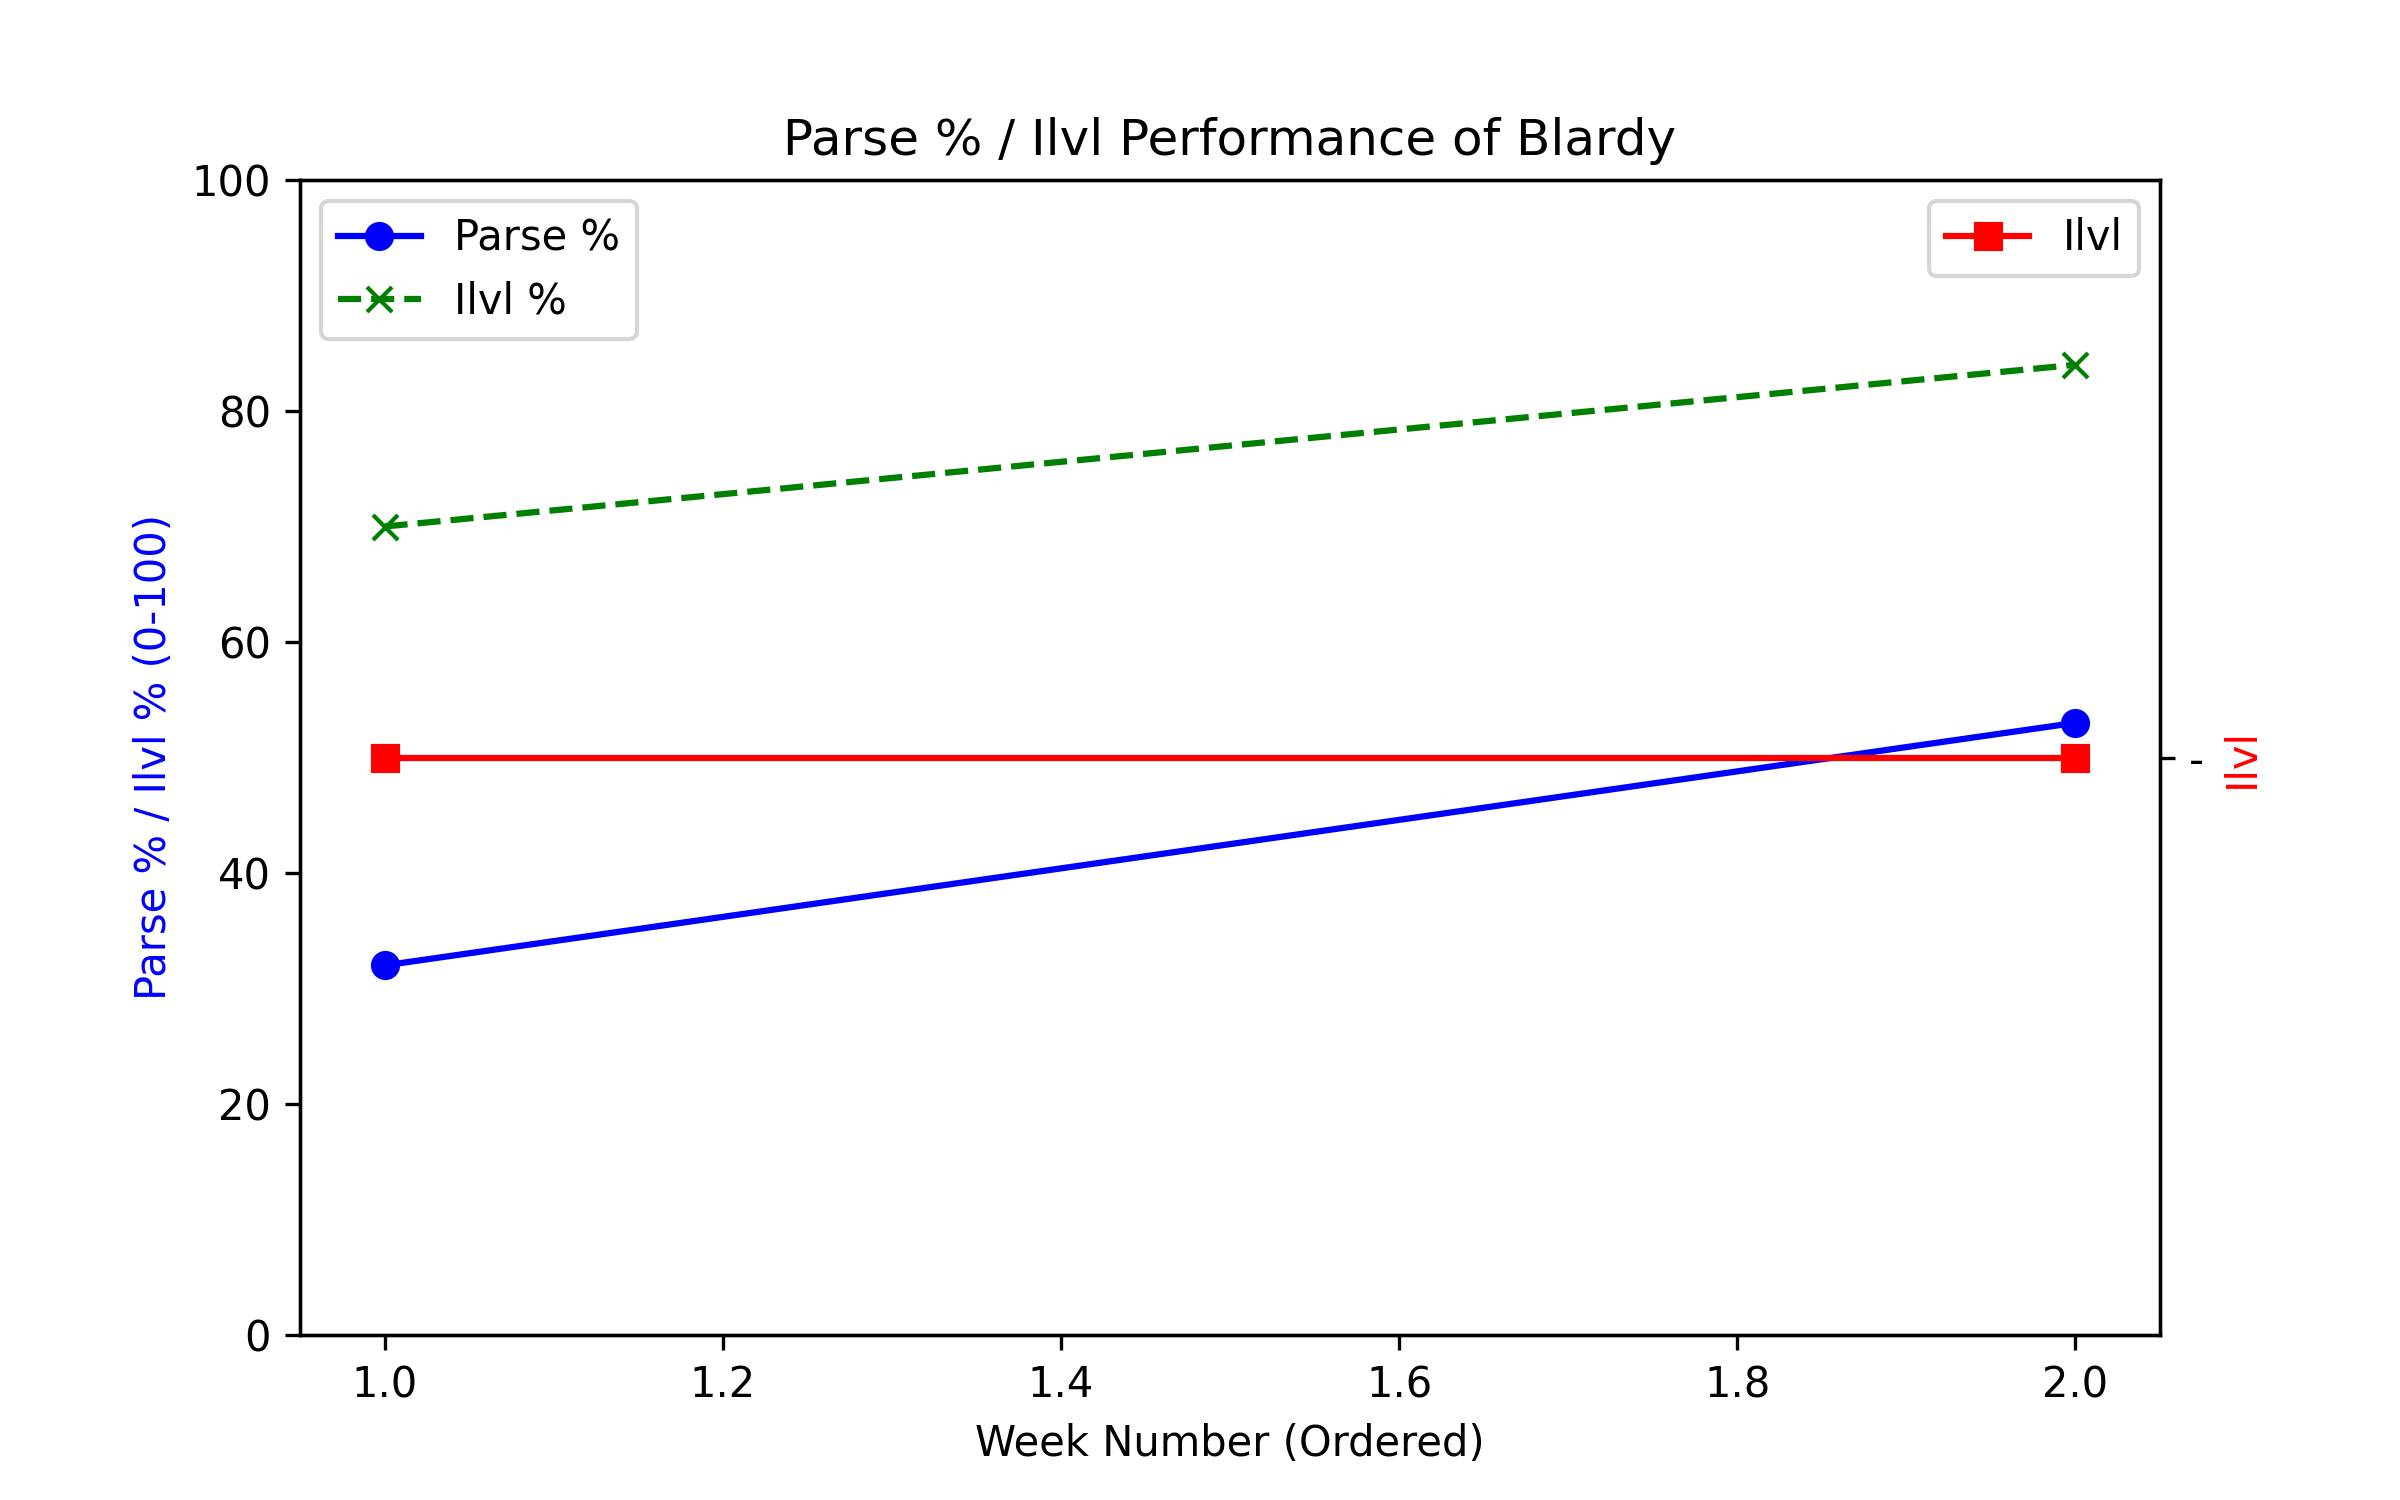 Parse % / Ilvl Performance of Blardy
Parse %
Ilvl %
Ilvl
Parse % / Ilvl % (0-100)
100
80
60
40
20
0
-
Ilvl
1.0 1.2 1.4 1.6 1.8 2.0
Week Number (Ordered)